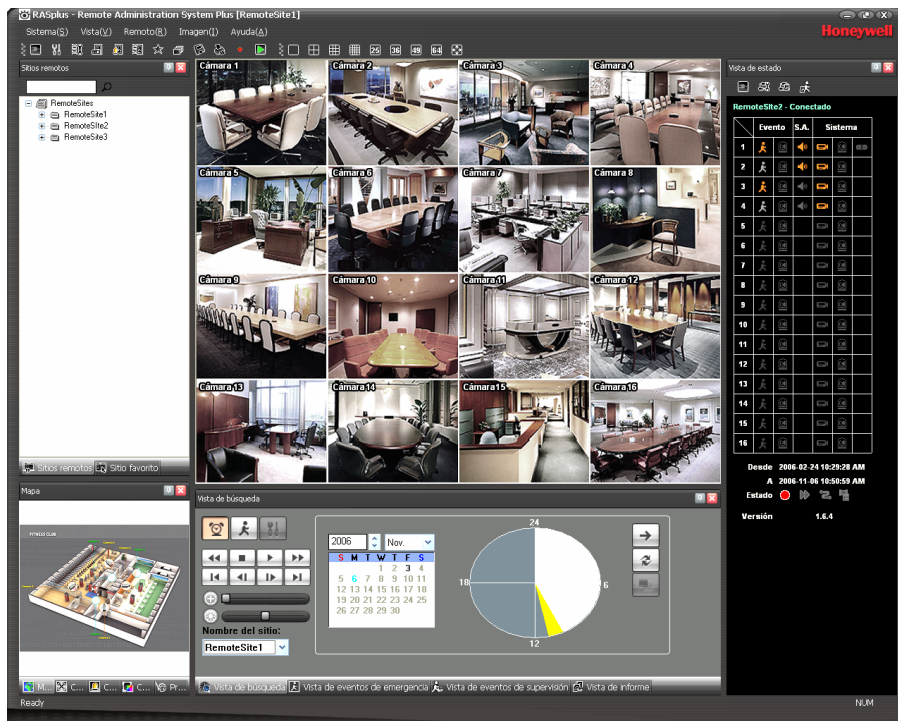 RASplus - Remote Administration System Plus [RemoteSite1]
Sistema(S) Vista(V) Remoto(R) Imagen(I) Ayuda(A)
Honeywell
25 36 49 64
Sitios remotos
RemoteSites
RemoteSite1
RemoteSIte2
RemoteSite3
Sitios remotos Sitio favorito
Mapa
FITNESS CLUB
M... C... C... C... Pr...
Cámara 1 Cámara 2 Cámara 3 Cámara 4
Cámara 5 Cámara 6 Cámara 7 Cámara 8
Cámara 9 Cámara 10 Cámara 11 Cámara 12
Cámara 13 Cámara 14 Cámara 15 Cámara 16
Vista de búsqueda
Nombre del sitio:
RemoteSite1
2006 Nov.
S M T W T F S
1 2 3 4
5 6 7 8 9 10 11
12 13 14 15 16 17 18
19 20 21 22 23 24 25
26 27 28 29 30
24
18 6
12
Vista de búsqueda Vista de eventos de emergencia Vista de eventos de supervisión Vista de informe
Vista de estado
RemoteSIte2 - Conectado
Evento S.A. Sistema
1
2
3
4
5
6
7
8
9
10
11
12
13
14
15
16
Desde 2006-02-24 10:29:28 AM
A 2006-11-06 10:50:59 AM
Estado
Versión 1.6.4
Ready NUM